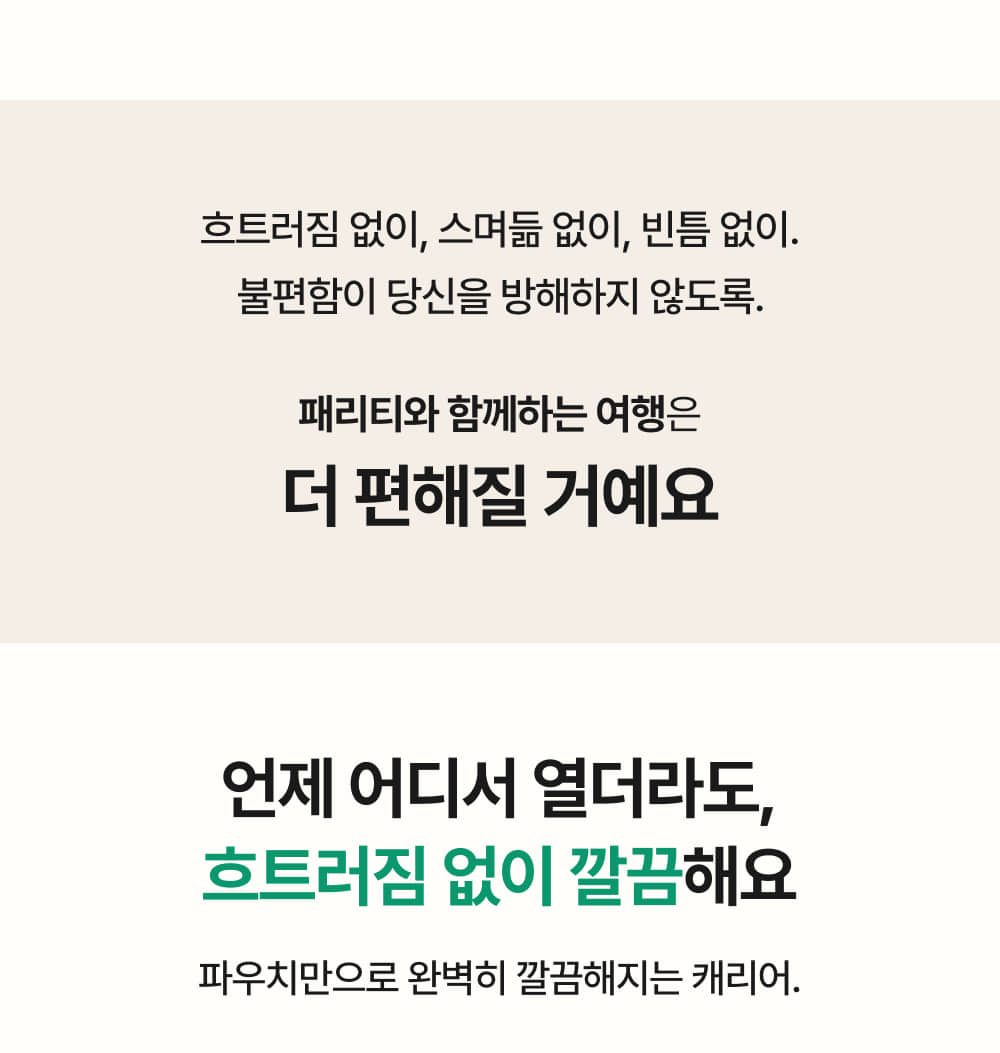 흐트러짐 없이, 스며듦 없이, 빈틈 없이.
불편함이 당신을 방해하지 않도록.
패리티와 함께하는 여행은
더 편해질 거예요
언제 어디서 열더라도,
흐트러짐 없이 깔끔해요
파우치만으로 완벽히 깔끔해지는 캐리어.